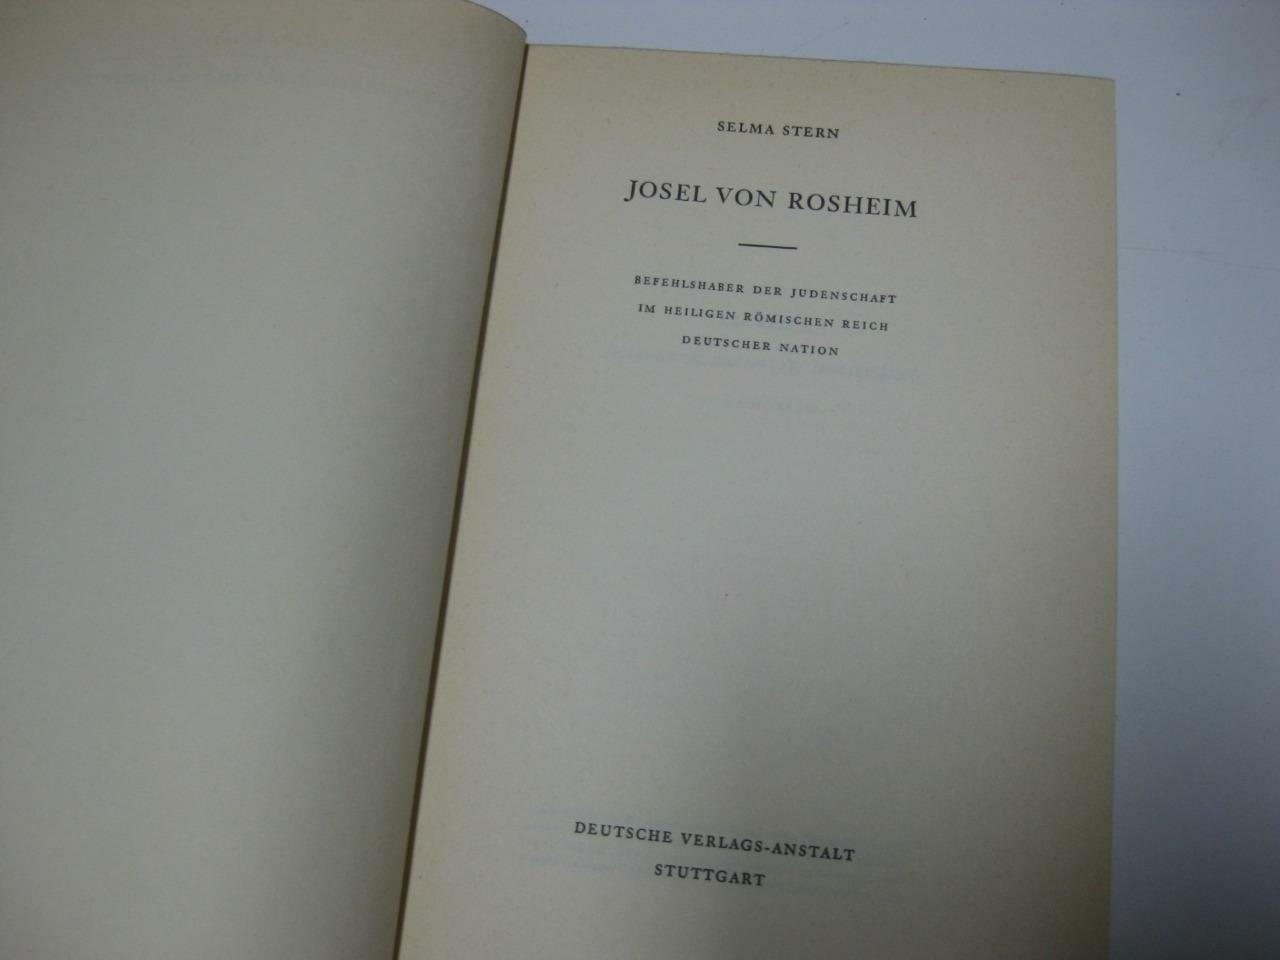 SELMA STERN
JOSEL VON ROSHEIM
BEFEHLSHABER DER JUDENSCHAFT
IM HEILIGEN RÖMISCHEN REICH
DEUTSCHER NATION
DEUTSCHE VERLAGS-ANSTALT
STUTTGART